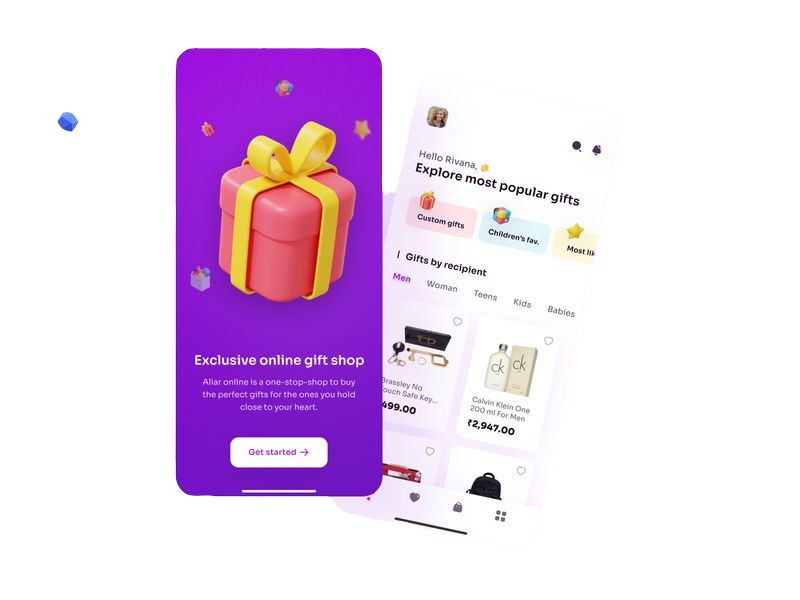 Exclusive online gift shop
Aliar online is a one-stop-shop to buy
the perfect gifts for the ones you hold
close to your heart.
Get started →
Hello Rivana, 👋
Explore most popular gifts
Custom gifts
Children's fav.
Most lik
Gifts by recipient
Men
Woman
Teens
Kids
Babies
Brassley No
Touch Safe Key...
499.00
ck
ck
Calvin Klein One
200 ml For Men
₹2,947.00